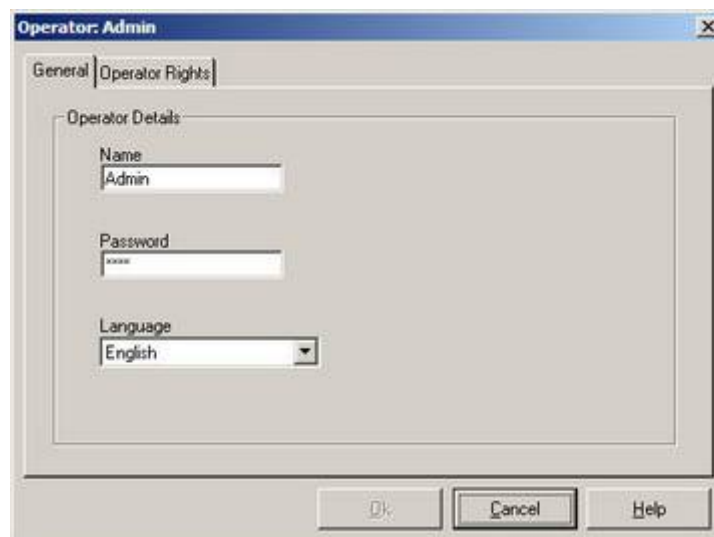 Operator: Admin
General Operator Rights
Operator Details
Name
Admin
Password
****
Language
English
Ok Cancel Help